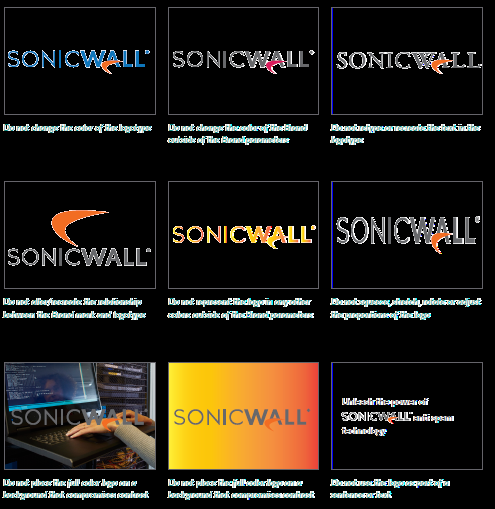 SONICWALL®
Do not change the color of the logotype
SONICWALL®
Do not change the color of the Brand
outside of the Brand parameters
SONICWALL
Do not retype or recreate the text in the
logotype
SONICWALL®
Do not alter/recreate the relationship
between the Brand mark and logotype
SONICWALL®
Do not represent the logo in any other
colors outside of the Brand parameters
SONICWALL®
Do not squeeze, stretch, rotate or adjust
the proportions of the logo
SONICWALL®
Do not place the full color logo on a
background that compromises contrast
SONICWALL®
Do not place the full color logo on a
background that compromises contrast
Unleash the power of
SONICWALL® anti-spam
technology
Do not use the logo as part of a
sentence or text